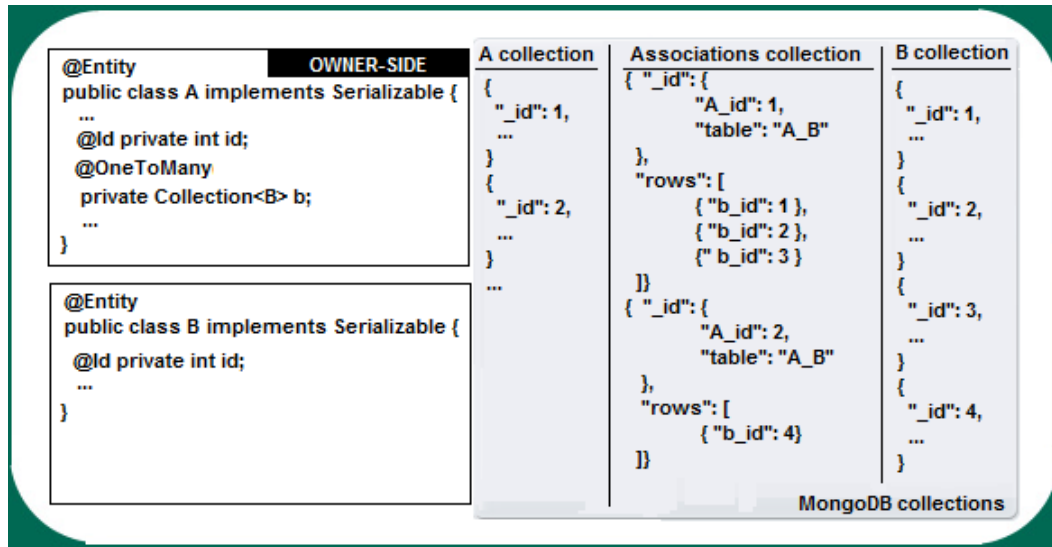 @Entity
OWNER-SIDE
public class A implements Serializable {
...
@Id private int id;
@OneToMany
private Collection<B> b;
...
}
@Entity
public class B implements Serializable {
@Id private int id;
...
}
A collection
{
"_id": 1,
...
}
{
"_id": 2,
...
}
...
Associations collection
{ "_id": {
"A_id": 1,
"table": "A_B"
},
"rows": [
{ "b_id": 1 },
{ "b_id": 2 },
{" b_id": 3 }
]}
{ "_id": {
"A_id": 2,
"table": "A_B"
},
"rows": [
{ "b_id": 4}
]}
B collection
{
"_id": 1,
...
}
{
"_id": 2,
...
}
{
"_id": 3,
...
}
{
"_id": 4,
...
}
MongoDB collections